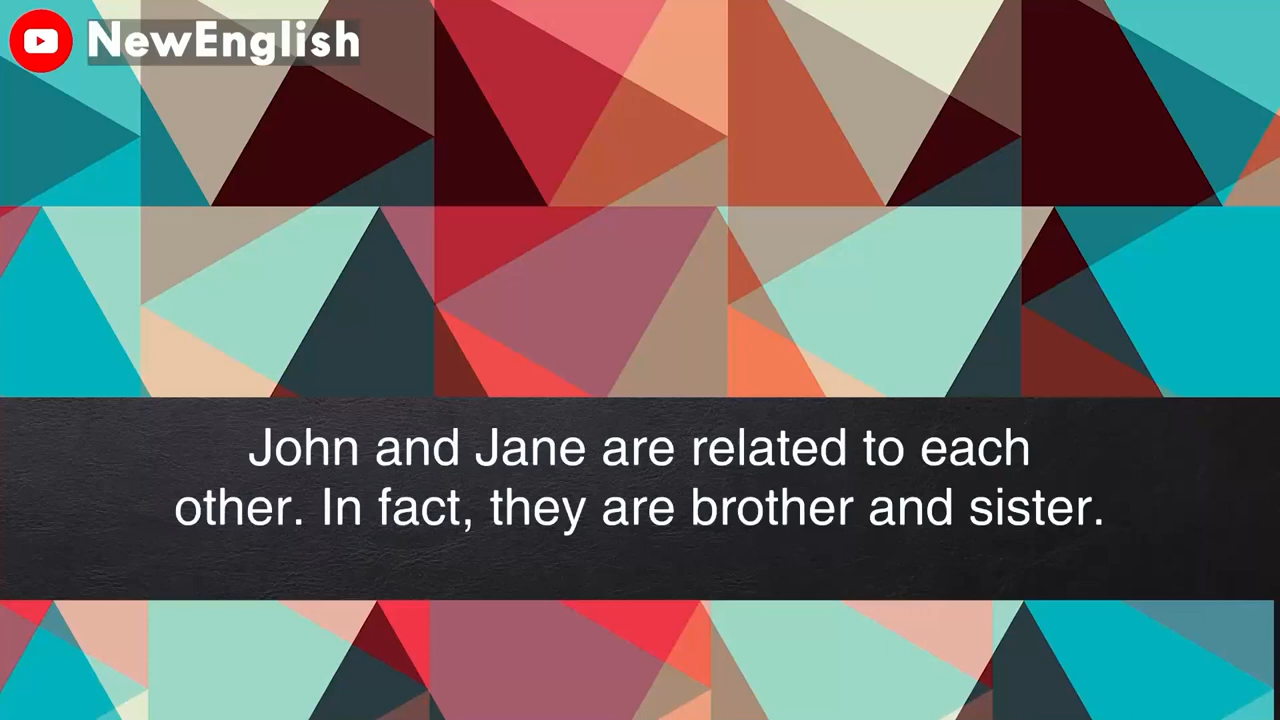 NewEnglish
John and Jane are related to each
other. In fact, they are brother and sister.